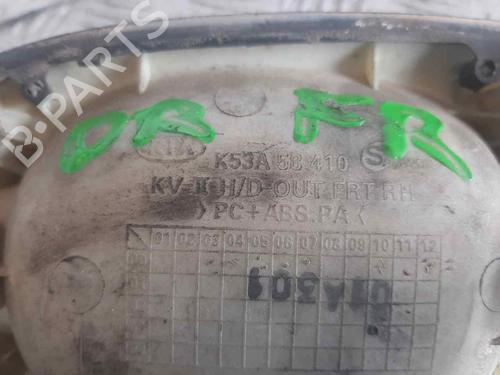 B-Parts
OR FR
KIA
K53A 58 410 S
KV-II H/D-OUT FRT RH
>PC+ABS.PA<
01 02 03 04 05 06 07 08 09 10 11 12